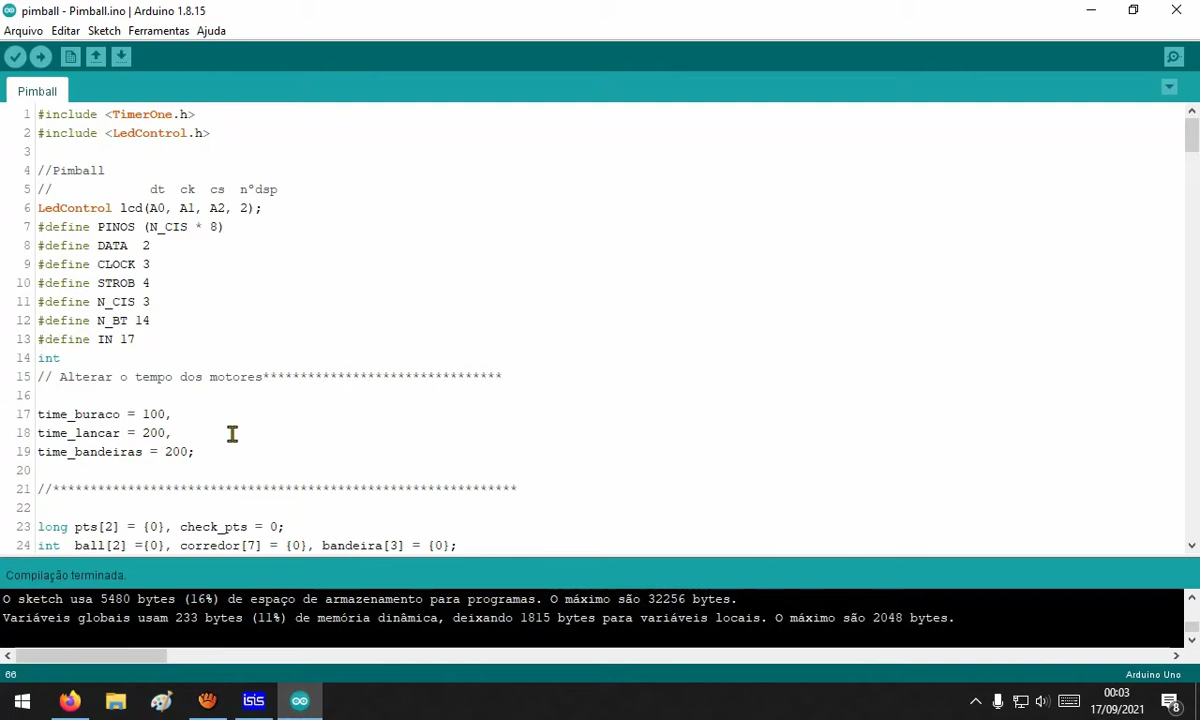 pimball - Pimball.ino | Arduino 1.8.15
Arquivo Editar Sketch Ferramentas Ajuda
Pimball
1 #include <TimerOne.h>
2 #include <LedControl.h>
3
4 //Pimball
5 // dt ck cs n°dsp
6 LedControl lcd(A0, A1, A2, 2);
7 #define PINOS (N_CIS * 8)
8 #define DATA 2
9 #define CLOCK 3
10 #define STROB 4
11 #define N_CIS 3
12 #define N_BT 14
13 #define IN 17
14 int
15 // Alterar o tempo dos motores********************************
16
17 time_buraco = 100,
18 time_lancar = 200,
19 time_bandeiras = 200;
20
21 //**************************************************************
22
23 long pts[2] = {0}, check_pts = 0;
24 int ball[2] ={0}, corredor[7] = {0}, bandeira[3] = {0};
Compilação terminada.
O sketch usa 5480 bytes (16%) de espaço de armazenamento para programas. O máximo são 32256 bytes.
Variáveis globais usam 233 bytes (11%) de memória dinâmica, deixando 1815 bytes para variáveis locais. O máximo são 2048 bytes.
66
Arduino Uno
isis
00:03
17/09/2021
8